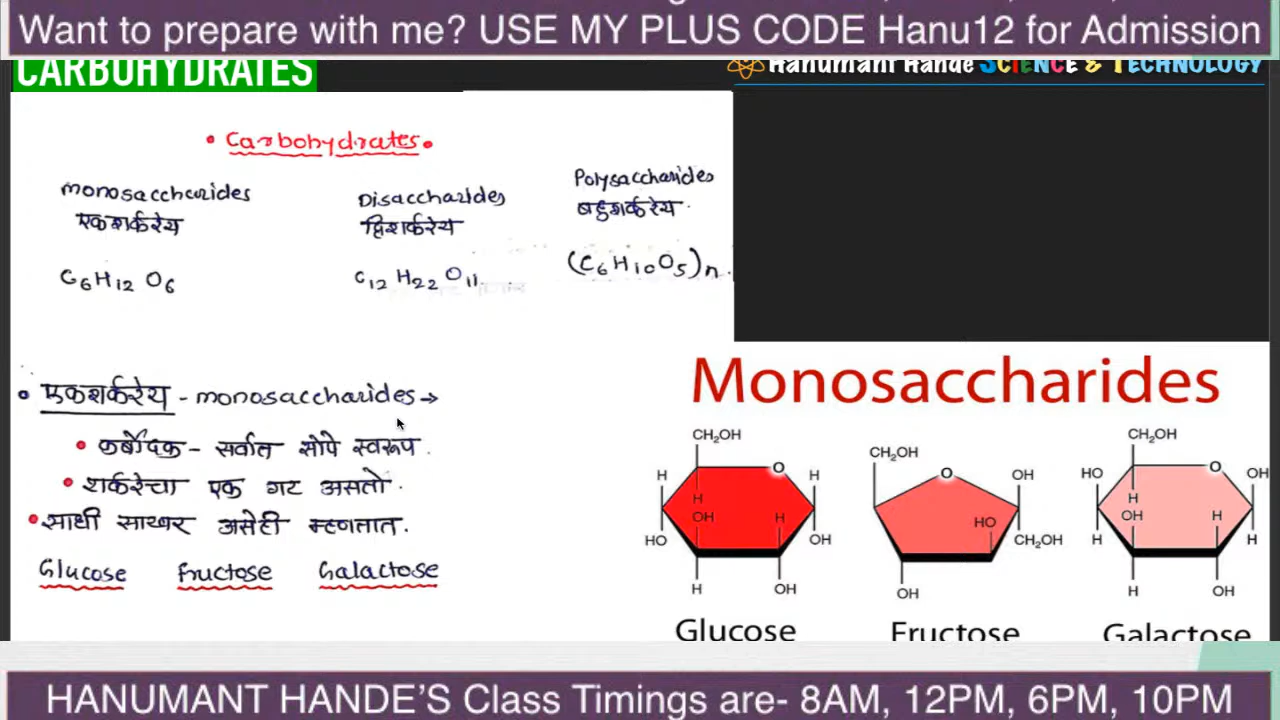 Want to prepare with me? USE MY PLUS CODE Hanu12 for Admission
CARBOHYDRATES
Hanumant Hande SCIENCE & TECHNOLOGY
• Carbohydrates •
monosaccharides
एकशर्करेय
C6H12O6
Disaccharides
द्विशर्करेय
C12H22O11
Polysaccharides
बहुशर्करेय
(C6H10O5)n
• एकशर्करेय - monosaccharides →
• कर्बोदक - सर्वात सोपे स्वरूप
• शर्करेचा एक गट असतो.
• साधी साखर असेही म्हणतात.
Glucose Fructose Galactose
Monosaccharides
CH₂OH
O
H
H
H
OH
H
HO
OH
H
OH
Glucose
CH₂OH
O
OH
HO
CH₂OH
OH
Fructose
CH₂OH
HO
O
OH
H
OH
H
H
H
H
OH
Galactose
HANUMANT HANDE'S Class Timings are- 8AM, 12PM, 6PM, 10PM